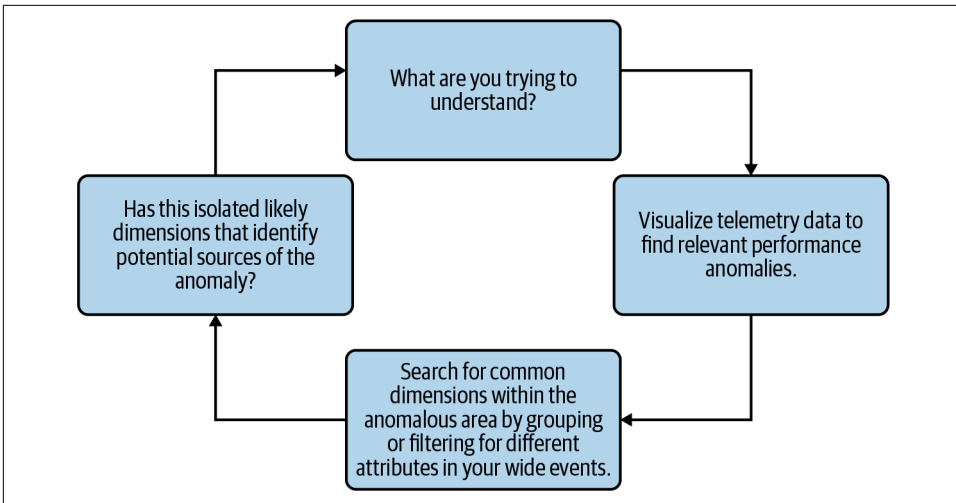 What are you trying to
understand?
Visualize telemetry data to
find relevant performance
anomalies.
Search for common
dimensions within the
anomalous area by grouping
or filtering for different
attributes in your wide events.
Has this isolated likely
dimensions that identify
potential sources of the
anomaly?